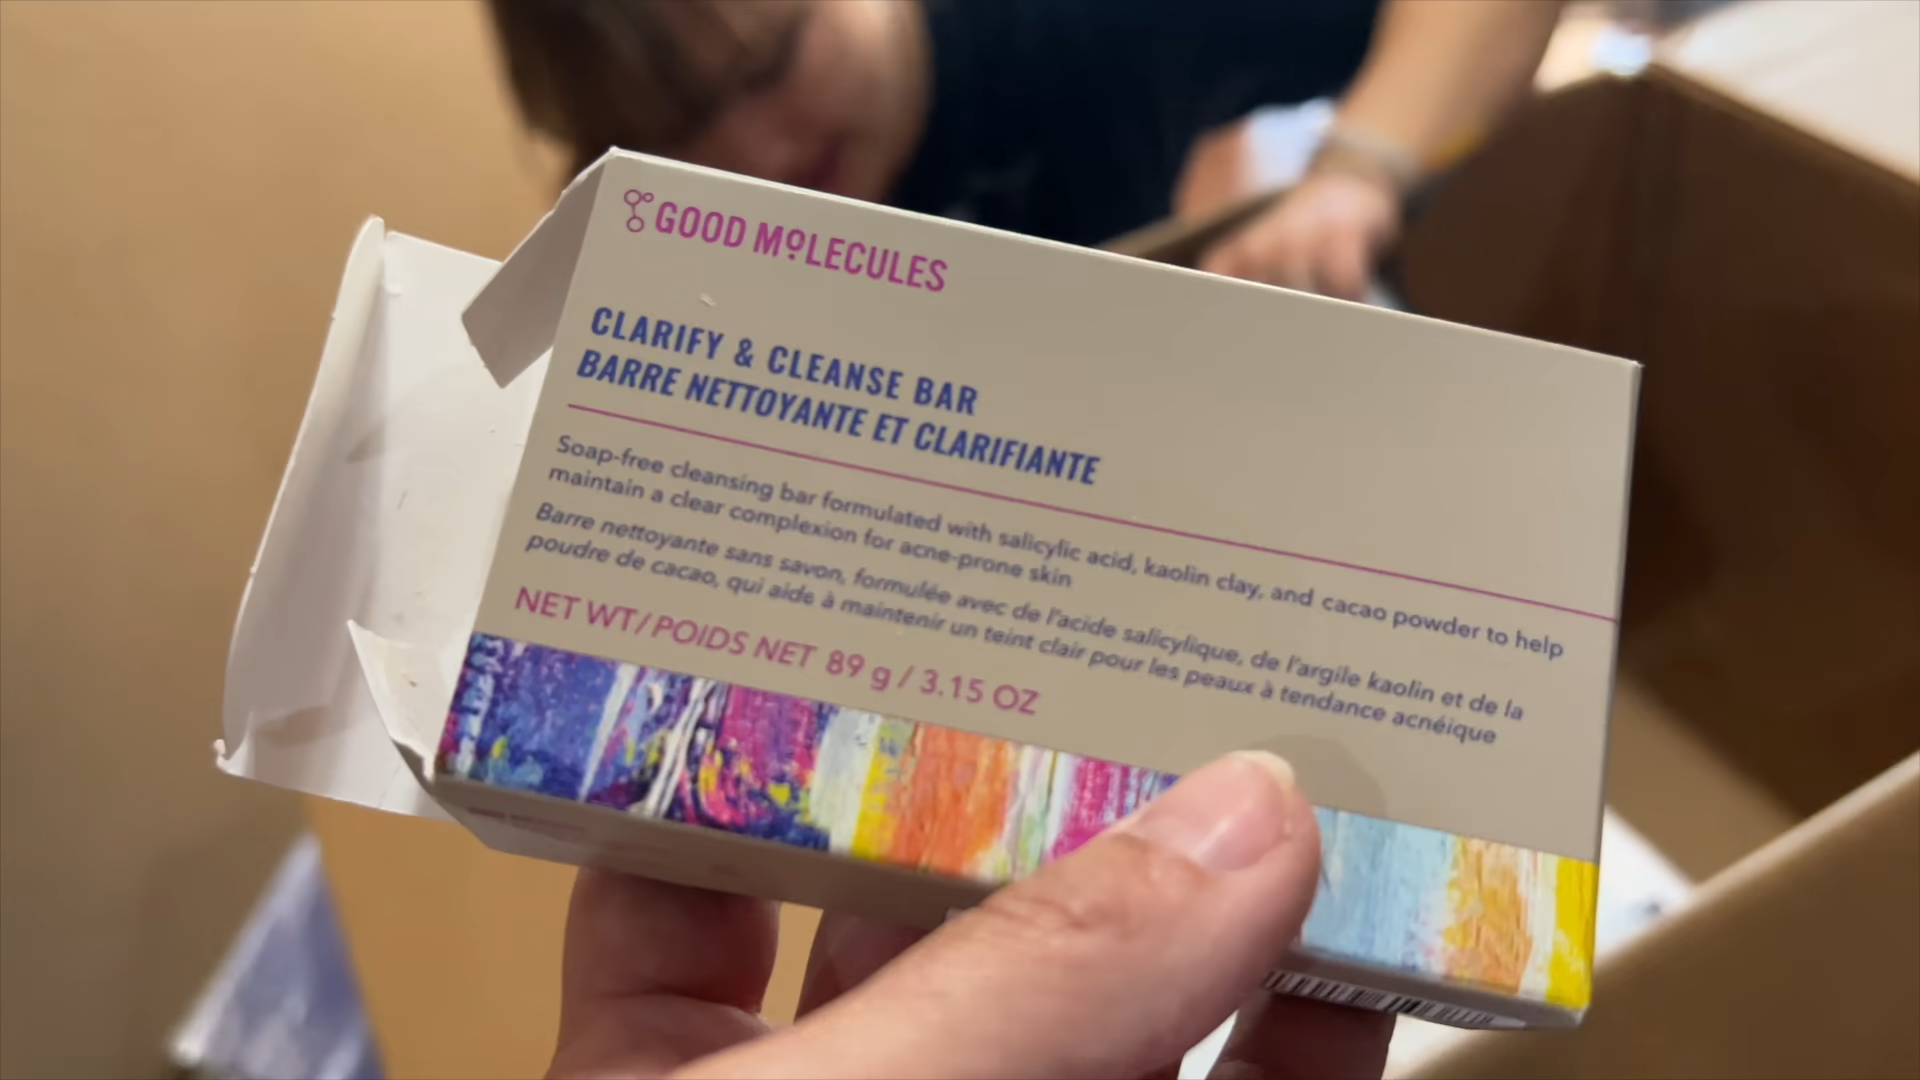 GOOD MOLECULES
CLARIFY & CLEANSE BAR
BARRE NETTOYANTE ET CLARIFIANTE
Soap-free cleansing bar formulated with salicylic acid, kaolin clay, and cacao powder to help
maintain a clear complexion for acne-prone skin
Barre nettoyante sans savon, formulée avec de l'acide salicylique, de l'argile kaolin et de la
poudre de cacao, qui aide à maintenir un teint clair pour les peaux à tendance acnéique
NET WT/POIDS NET 89 g / 3.15 OZ